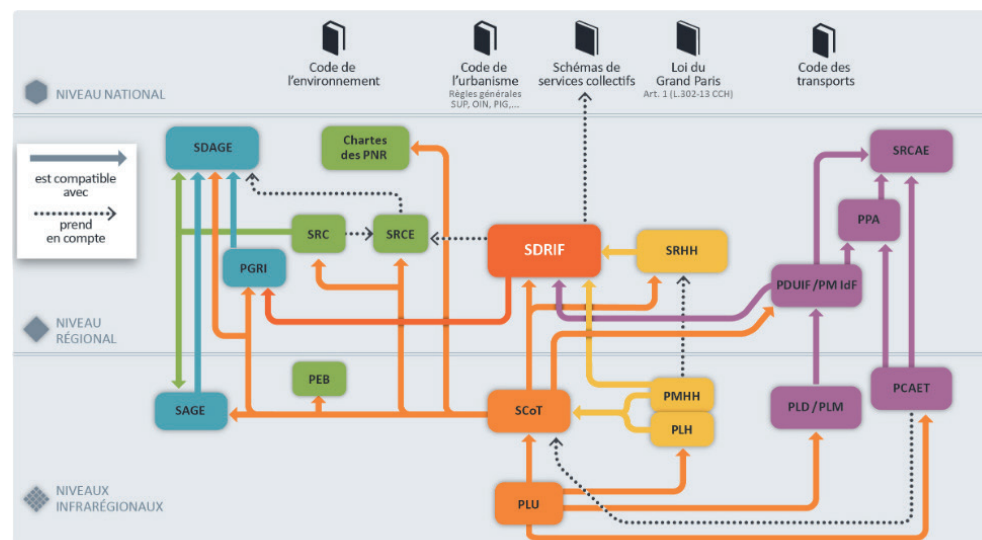 Code de
l'environnement
Code de
l'urbanisme
Règles générales
SUP, OIN, PIG,...
Schémas de
services collectifs
Loi du
Grand Paris
Art. 1 (L.302-13 CCH)
Code des
transports
NIVEAU NATIONAL
est compatible
avec
prend
en compte
SDAGE
Chartes
des PNR
SRCAE
PPA
SRC
SRCE
SDRIF
SRHH
PGRI
PDUIF /PM IdF
NIVEAU
RÉGIONAL
PEB
SAGE
SCoT
PMHH
PLH
PLD / PLM
PCAET
PLU
NIVEAUX
INFRARÉGIONAUX